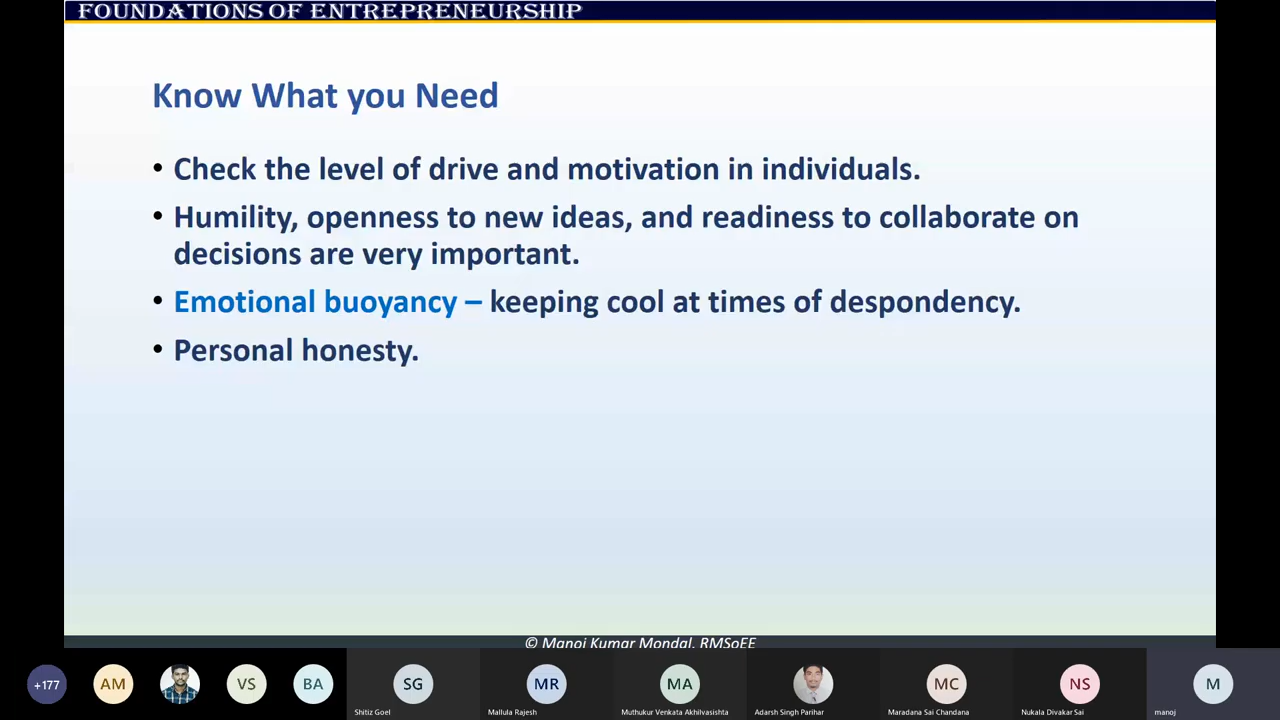 FOUNDATIONS OF ENTREPRENEURSHIP
Know What you Need
• Check the level of drive and motivation in individuals.
• Humility, openness to new ideas, and readiness to collaborate on
decisions are very important.
• Emotional buoyancy – keeping cool at times of despondency.
• Personal honesty.
© Manoj Kumar Mondal, RMSoEE
+177 AM VS BA SG MR MA MC NS M
Shitiz Goel Mallula Rajesh Muthukur Venkata Akhilvasishta Adarsh Singh Parihar Maradana Sai Chandana Nukala Divakar Sai manoj